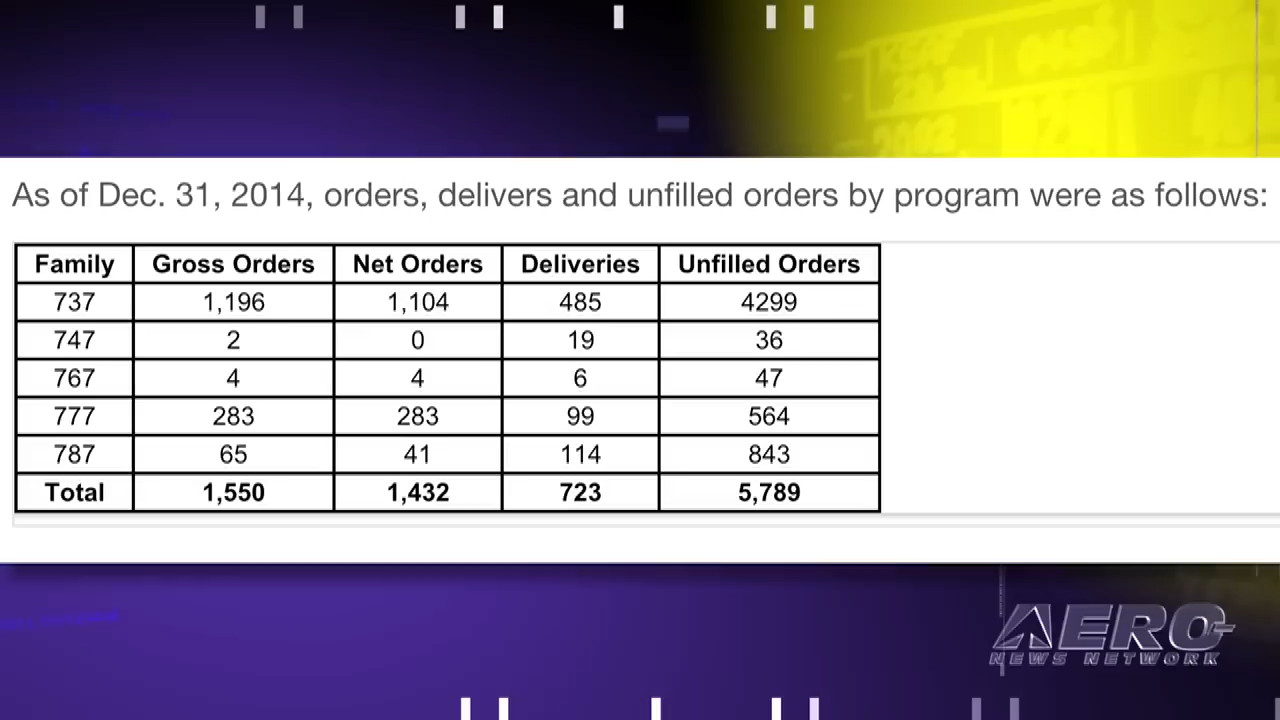 As of Dec. 31, 2014, orders, delivers and unfilled orders by program were as follows:
Family Gross Orders Net Orders Deliveries Unfilled Orders
737 1,196 1,104 485 4299
747 2 0 19 36
767 4 4 6 47
777 283 283 99 564
787 65 41 114 843
Total 1,550 1,432 723 5,789
AERO
NEWS NETWORK